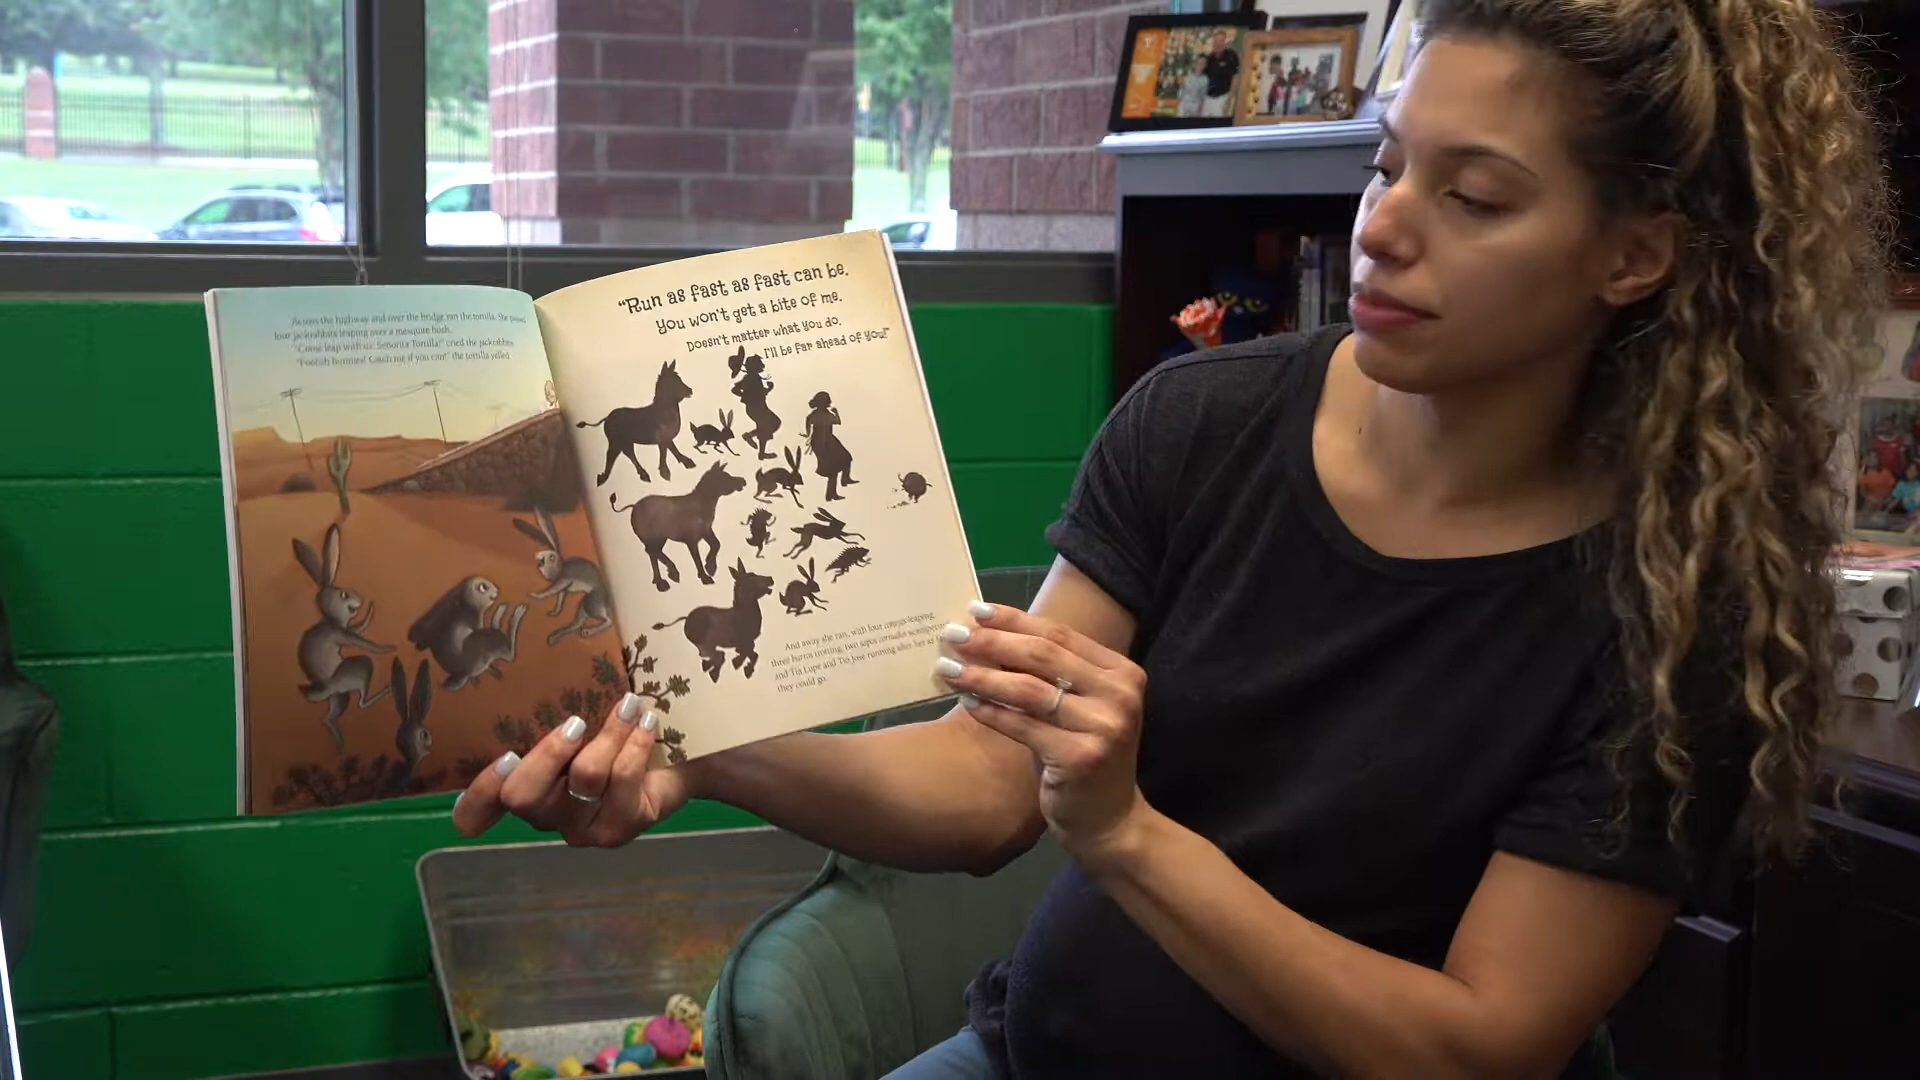 Across the highway and over the bridge ran the tortilla. She passed
four jackrabbits leaping over a mesquite bush.
"Come leap with us, Señorita Tortilla!" cried the jackrabbits.
"Foolish bunnies! Catch me if you can!" the tortilla yelled.
"Run as fast as fast can be.
You won't get a bite of me.
Doesn't matter what you do.
I'll be far ahead of you!"
And away she ran, with four conejos leaping,
three burros trotting, two sapos cornudos scampering,
and Tía Lupe and Tío José running after her as
they could go.